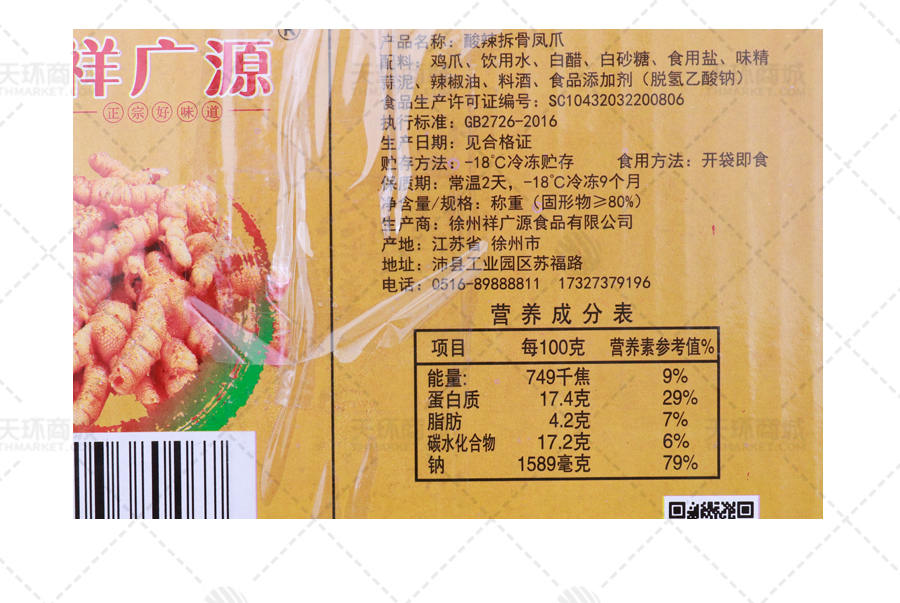 祥广源
®
正宗好味道
产品名称：酸辣拆骨凤爪
配料：鸡爪、饮用水、白醋、白砂糖、食用盐、味精
蒜泥、辣椒油、料酒、食品添加剂（脱氢乙酸钠）
食品生产许可证编号：SC10432032200806
执行标准：GB2726-2016
生产日期：见合格证
贮存方法：-18℃冷冻贮存 食用方法：开袋即食
保质期：常温2天，-18℃冷冻9个月
净含量/规格：称重（固形物≥80%）
生产商：徐州祥广源食品有限公司
产地：江苏省 徐州市
地址：沛县工业园区苏福路
电话：0516-89888811 17327379196
营养成分表
项目 每100克 营养素参考值%
能量: 749千焦 9%
蛋白质 17.4克 29%
脂肪 4.2克 7%
碳水化合物 17.2克 6%
钠 1589毫克 79%
天环商城
THMARKET.CN